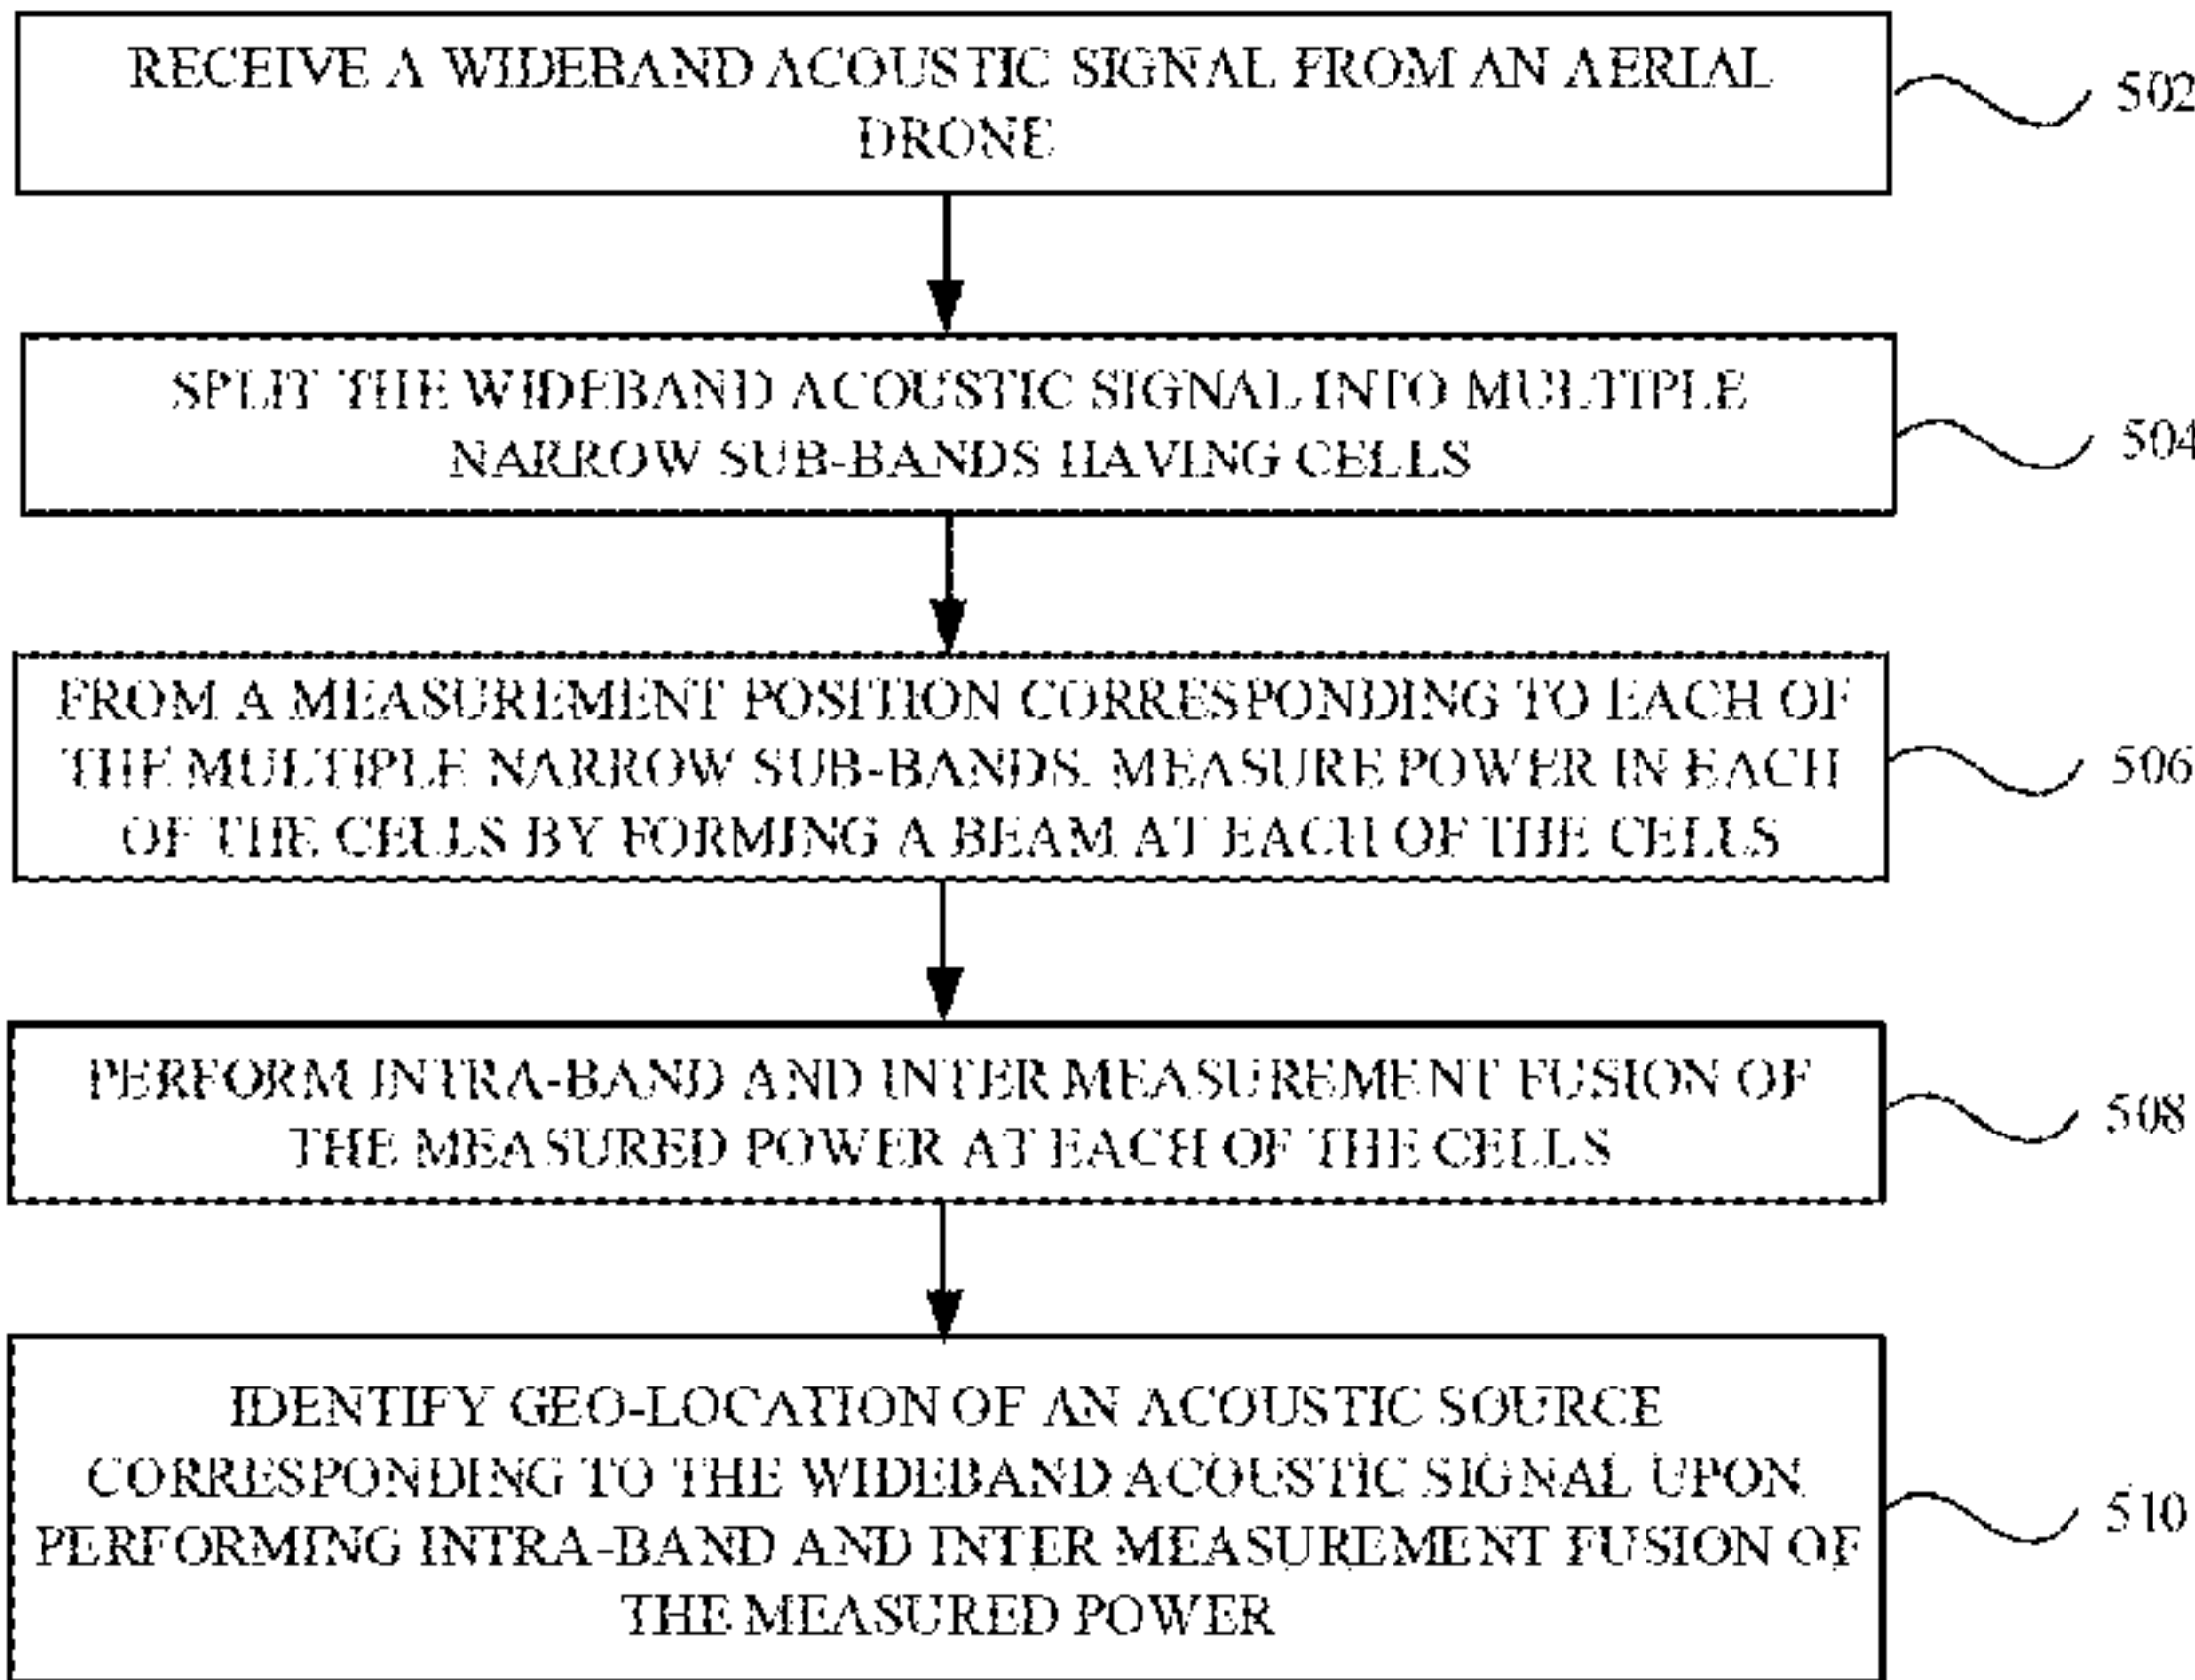 RECEIVE A WIDEBAND ACOUSTIC SIGNAL FROM AN AERIAL
DRONE
502
SPLIT THE WIDEBAND ACOUSTIC SIGNAL INTO MULTIPLE
NARROW SUB-BANDS HAVING CELLS
504
FROM A MEASUREMENT POSITION CORRESPONDING TO EACH OF
THE MULTIPLE NARROW SUB-BANDS. MEASURE POWER IN EACH
OF THE CELLS BY FORMING A BEAM AT EACH OF THE CELLS
506
PERFORM INTRA-BAND AND INTER MEASUREMENT FUSION OF
THE MEASURED POWER AT EACH OF THE CELLS
508
IDENTIFY GEO-LOCATION OF AN ACOUSTIC SOURCE
CORRESPONDING TO THE WIDEBAND ACOUSTIC SIGNAL UPON
PERFORMING INTRA-BAND AND INTER MEASUREMENT FUSION OF
THE MEASURED POWER
510